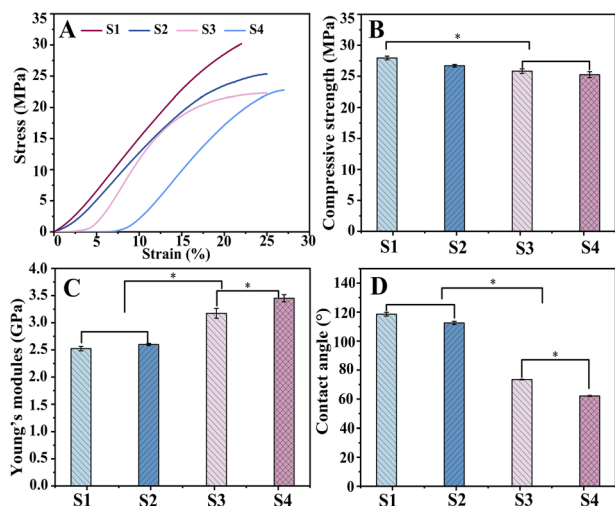 A
S1 S2 S3 S4
Stress (MPa)
35
30
25
20
15
10
5
0
0 5 10 15 20 25 30
Strain (%)
B
*
Compressive strength (MPa)
35
30
25
20
15
10
5
0
S1 S2 S3 S4
C
*
*
Young's modules (GPa)
4.0
3.5
3.0
2.5
2.0
1.5
1.0
0.5
0.0
S1 S2 S3 S4
D
*
*
Contact angle (°)
140
120
100
80
60
40
20
0
S1 S2 S3 S4